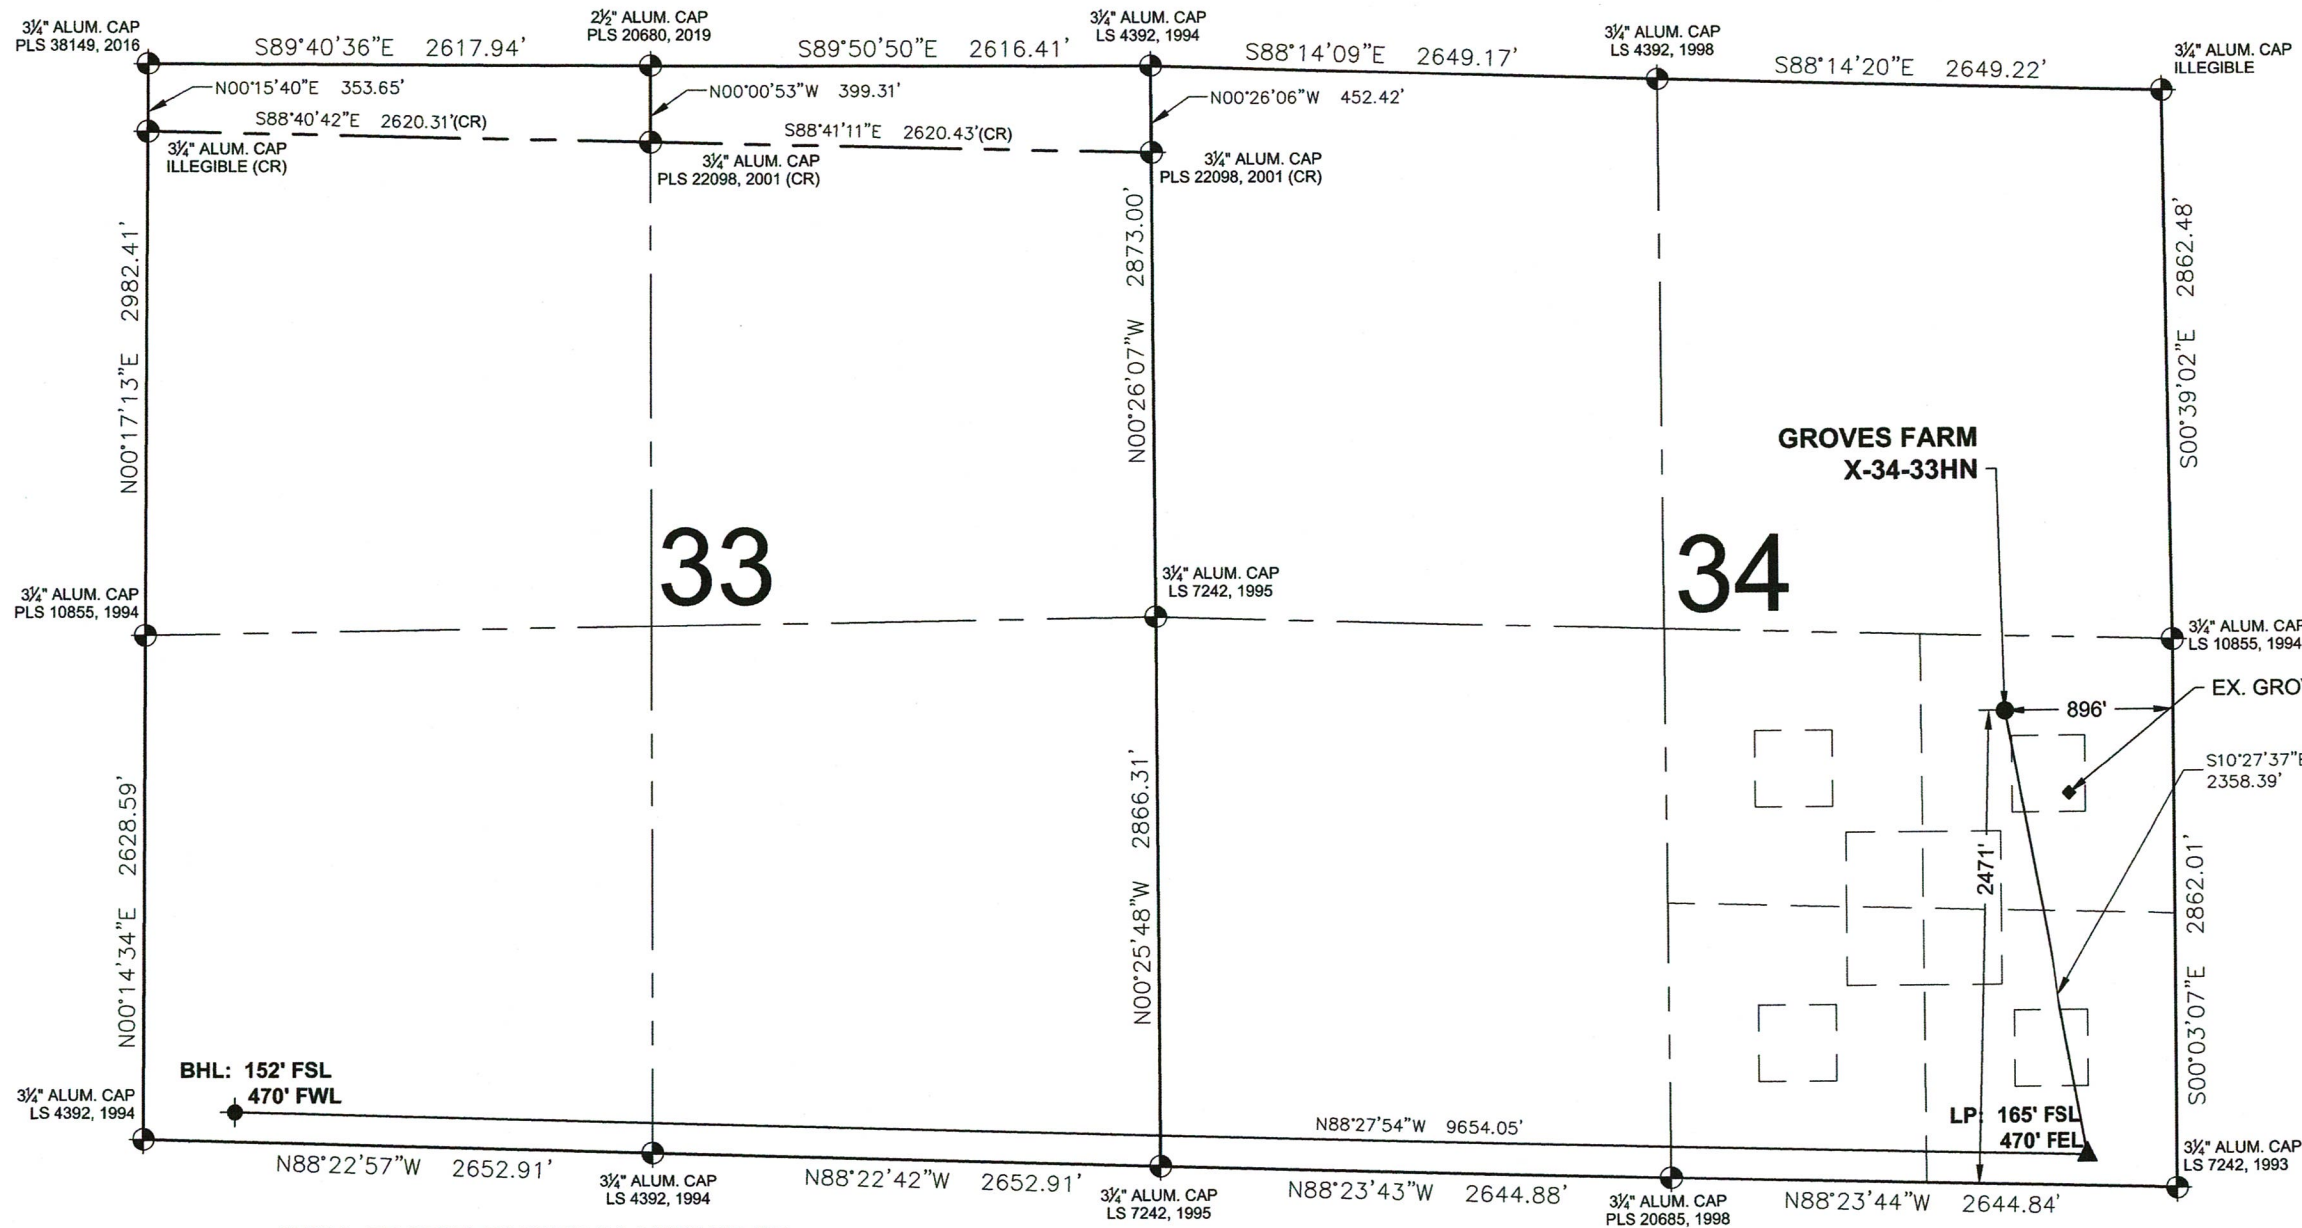 3¼" ALUM. CAP
PLS 38149, 2016
S89°40'36"E 2617.94'
2½" ALUM. CAP
PLS 20680, 2019
S89°50'50"E 2616.41'
3¼" ALUM. CAP
LS 4392, 1994
S88°14'09"E 2649.17'
3¼" ALUM. CAP
LS 4392, 1998
S88°14'20"E 2649.22'
3¼" ALUM. CAP
ILLEGIBLE
N00°15'40"E 353.65'
N00°00'53"W 399.31'
N00°26'06"W 452.42'
S88°40'42"E 2620.31'(CR)
S88°41'11"E 2620.43'(CR)
3¼" ALUM. CAP
ILLEGIBLE (CR)
3¼" ALUM. CAP
PLS 22098, 2001 (CR)
3¼" ALUM. CAP
PLS 22098, 2001 (CR)
N00°17'13"E 2982.41'
N00°26'07"W 2873.00'
S00°39'02"E 2862.48'
GROVES FARM
X-34-33HN
33
34
3¼" ALUM. CAP
PLS 10855, 1994
3¼" ALUM. CAP
LS 7242, 1995
3¼" ALUM. CAP
LS 10855, 1994
EX. GRO
896'
S10°27'37"E
2358.39'
2471'
N00°14'34"E 2628.59'
N00°25'48"W 2866.31'
S00°03'07"E 2862.01'
BHL: 152' FSL
470' FWL
3¼" ALUM. CAP
LS 4392, 1994
N88°27'54"W 9654.05'
LP: 165' FSL
470' FEL
3¼" ALUM. CAP
LS 7242, 1993
N88°22'57"W 2652.91'
3¼" ALUM. CAP
LS 4392, 1994
N88°22'42"W 2652.91'
3¼" ALUM. CAP
LS 7242, 1995
N88°23'43"W 2644.88'
3¼" ALUM. CAP
PLS 20685, 1998
N88°23'44"W 2644.84'